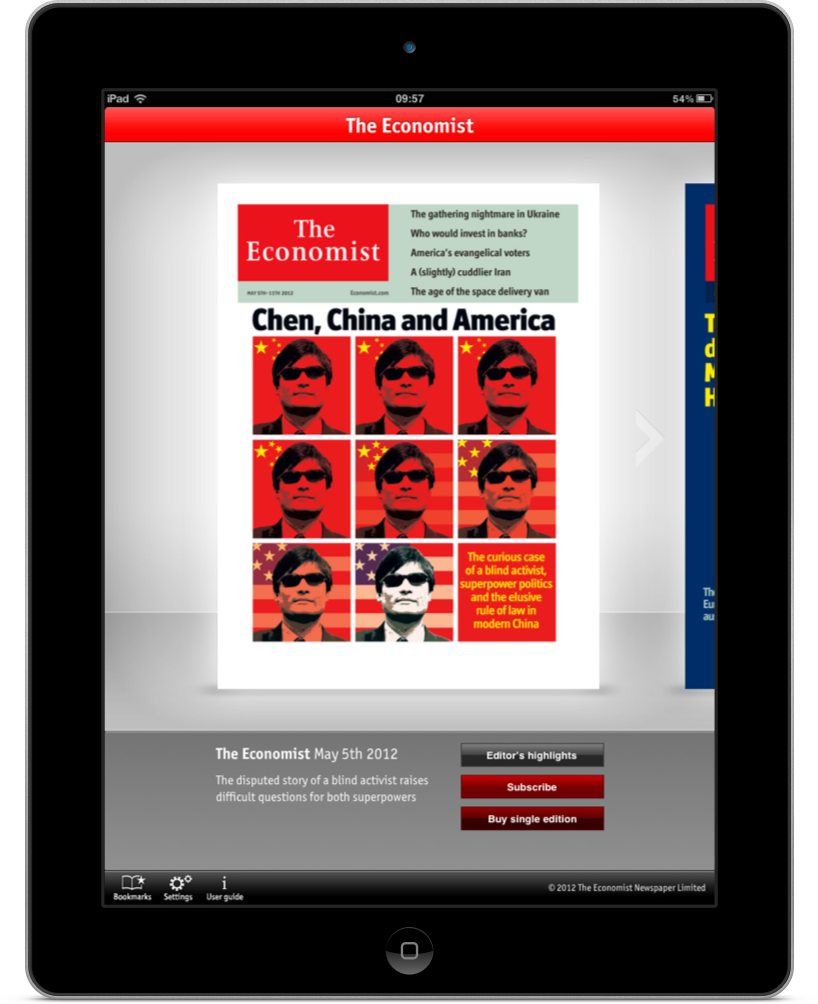 iPad
09:57
54%
The Economist
The
Economist
MAY 5TH-11TH 2012
Economist.com
The gathering nightmare in Ukraine
Who would invest in banks?
America's evangelical voters
A (slightly) cuddlier Iran
The age of the space delivery van
Chen, China and America
The curious case
of a blind activist,
superpower politics
and the elusive
rule of law in
modern China
The Economist May 5th 2012
The disputed story of a blind activist raises
difficult questions for both superpowers
Editor's highlights
Subscribe
Buy single edition
Bookmarks
Settings
User guide
© 2012 The Economist Newspaper Limited